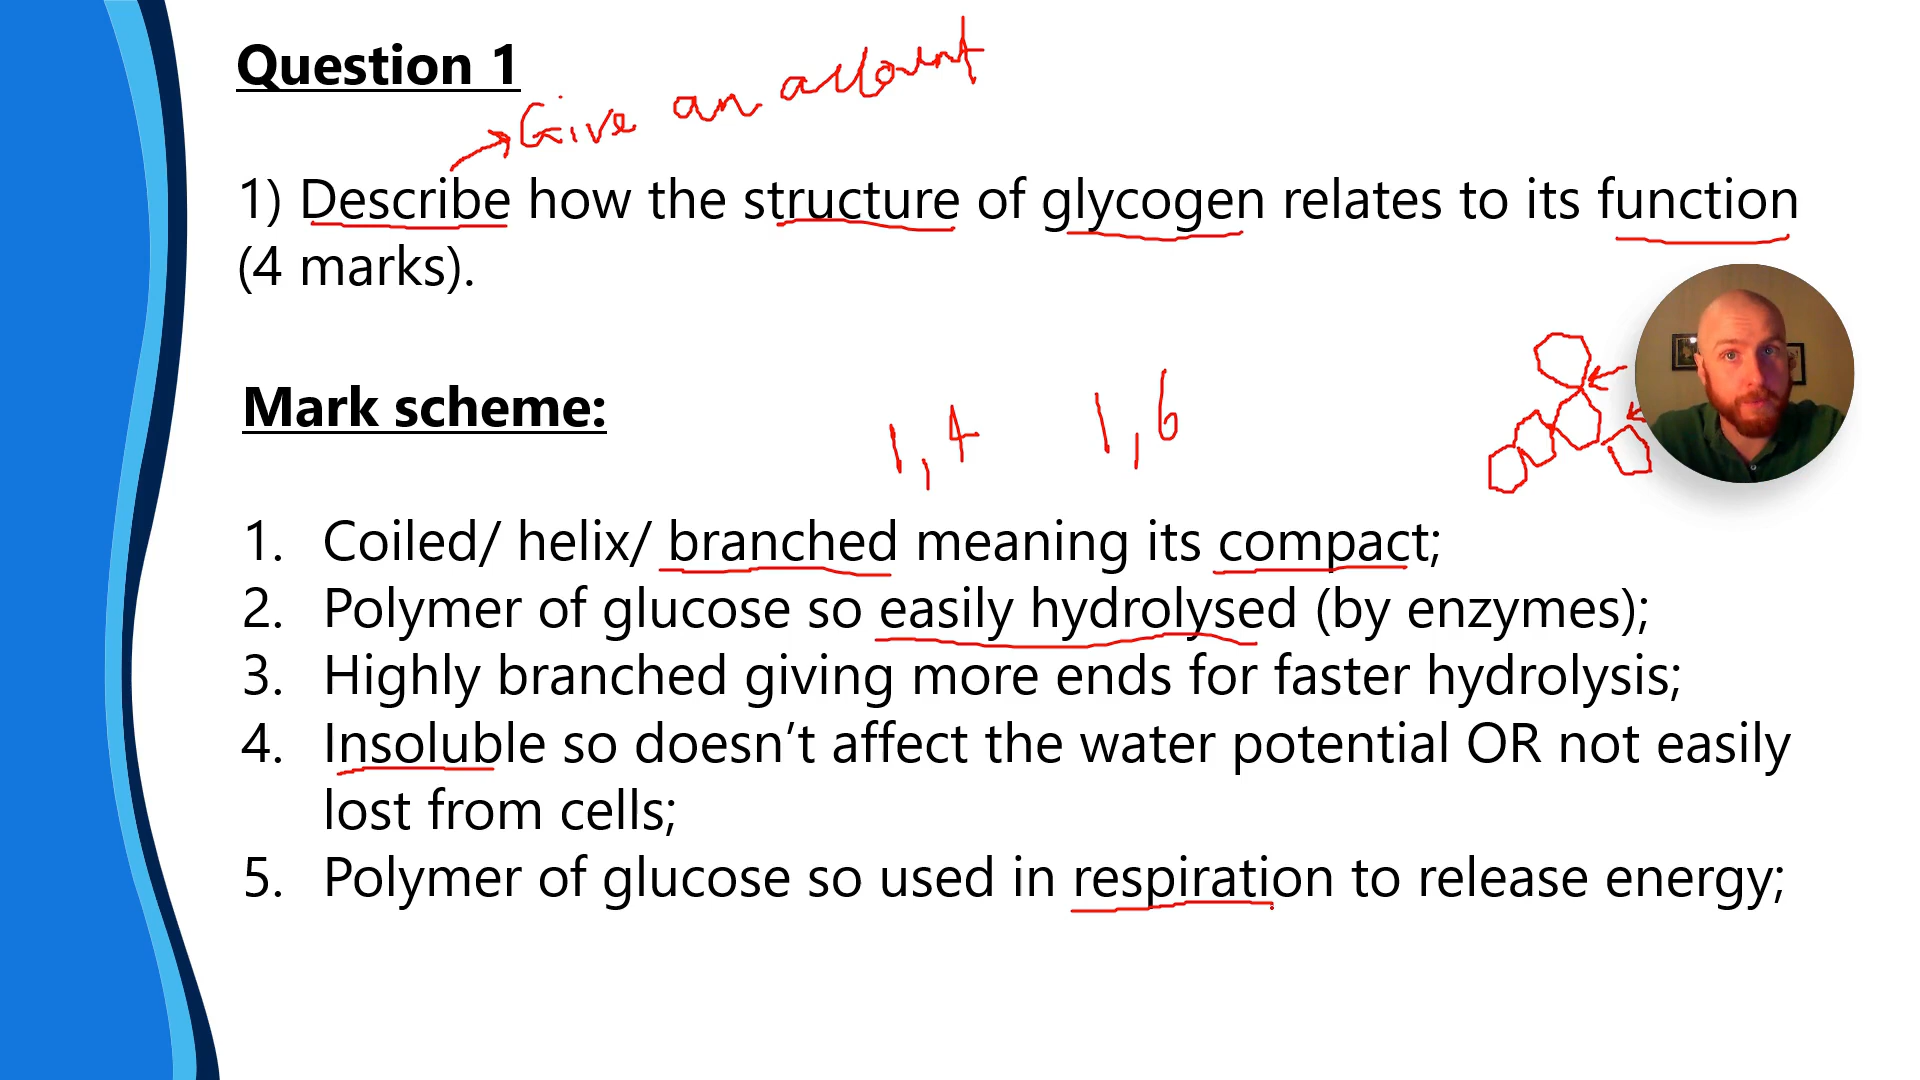 Question 1
Give an account
1) Describe how the structure of glycogen relates to its function
(4 marks).
Mark scheme:
1,4 1,6
1. Coiled/ helix/ branched meaning its compact;
2. Polymer of glucose so easily hydrolysed (by enzymes);
3. Highly branched giving more ends for faster hydrolysis;
4. Insoluble so doesn’t affect the water potential OR not easily
lost from cells;
5. Polymer of glucose so used in respiration to release energy;